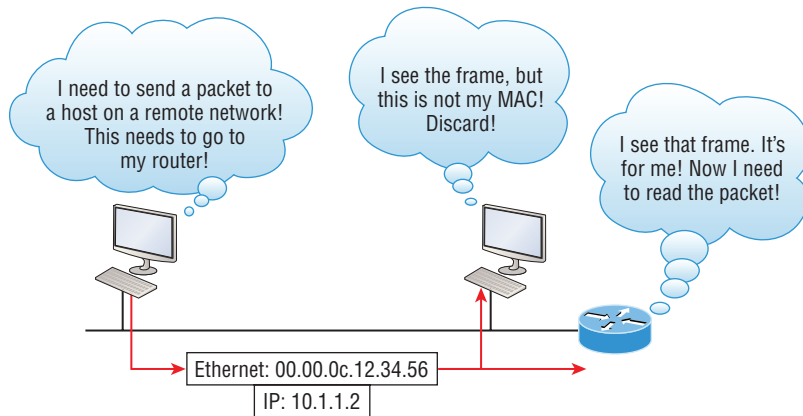 I need to send a packet to
a host on a remote network!
This needs to go to
my router!
I see the frame, but
this is not my MAC!
Discard!
I see that frame. It's
for me! Now I need
to read the packet!
Ethernet: 00.00.0c.12.34.56
IP: 10.1.1.2